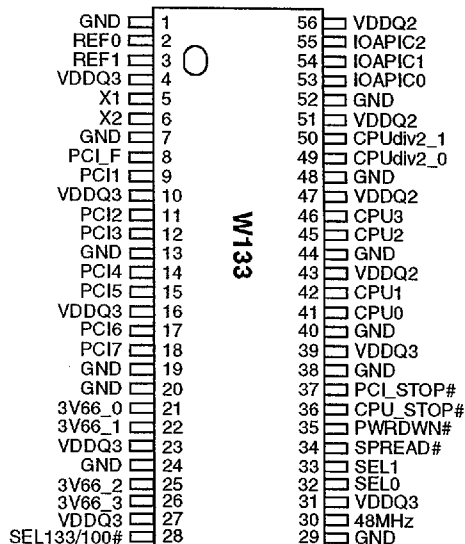 GND 1 56 VDDQ2
REF0 2 55 IOAPIC2
REF1 3 54 IOAPIC1
VDDQ3 4 53 IOAPIC0
X1 5 52 GND
X2 6 51 VDDQ2
GND 7 50 CPUdiv2_1
PCI_F 8 49 CPUdiv2_0
PCI1 9 48 GND
VDDQ3 10 47 VDDQ2
PCI2 11 46 CPU3
PCI3 12 45 CPU2
GND 13 44 GND
PCI4 14 43 VDDQ2
PCI5 15 42 CPU1
VDDQ3 16 41 CPU0
PCI6 17 40 GND
PCI7 18 39 VDDQ3
GND 19 38 GND
GND 20 37 PCI_STOP#
3V66_0 21 36 CPU_STOP#
3V66_1 22 35 PWRDWN#
VDDQ3 23 34 SPREAD#
GND 24 33 SEL1
3V66_2 25 32 SEL0
3V66_3 26 31 VDDQ3
VDDQ3 27 30 48MHz
SEL133/100# 28 29 GND
W133